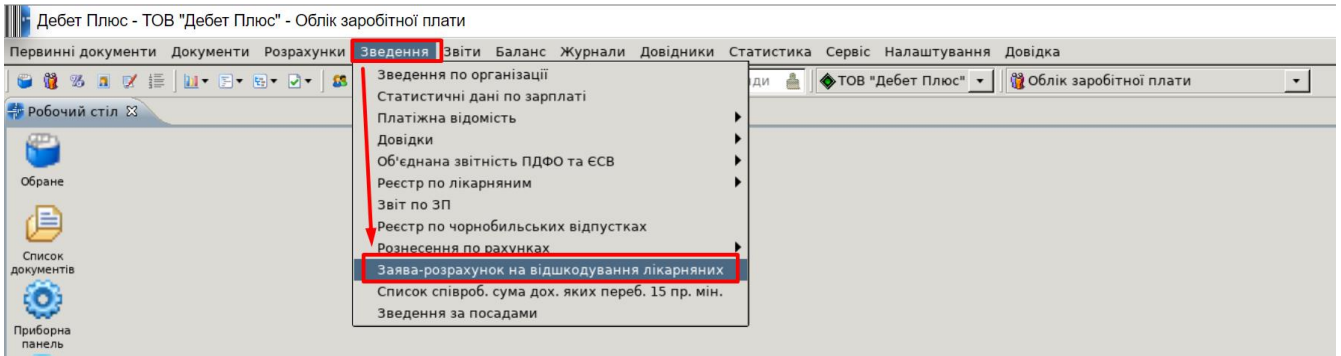 Дебет Плюс - ТОВ "Дебет Плюс" - Облік заробітної плати
Первинні документи Документи Розрахунки Зведення Звіти Баланс Журнали Довідники Статистика Сервіс Налаштування Довідка
ТОВ "Дебет Плюс" Облік заробітної плати
Робочий стіл
Зведення по організації
Статистичні дані по зарплаті
Платіжна відомість
Довідки
Об'єднана звітність ПДФО та ЄСВ
Реєстр по лікарняним
Звіт по ЗП
Реєстр по чорнобильських відпустках
Рознесення по рахунках
Заява-розрахунок на відшкодування лікарняних
Список співроб. сума дох. яких переб. 15 пр. мін.
Зведення за посадами
Обране
Список
документів
Приборна
панель